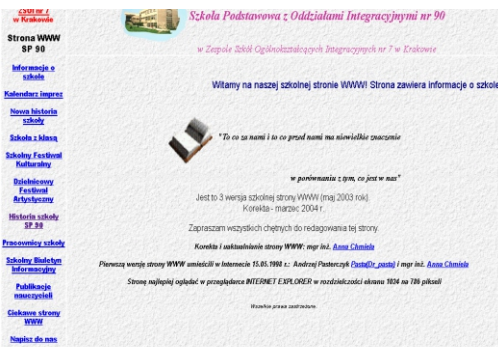 ZSOI nr 7
w Krakowie
Strona WWW
SP 90
Informacje o
szkole
Kalendarz imprez
Nowa historia
szkoły
Szkoła z klasą
Szkolny Festiwal
Kulturalny
Dzielnicowy
Festiwal
Artystyczny
Historia szkoły
SP 90
Pracownicy szkoły
Szkolny Biuletyn
Informacyjny
Publikacje
nauczycieli
Ciekawe strony
WWW
Napisz do nas
Szkoła Podstawowa z Oddziałami Integracyjnymi nr 90
w Zespole Szkół Ogólnokształcących Integracyjnych nr 7 w Krakowie
Witamy na naszej szkolnej stronie WWW! Strona zawiera informacje o szkole
"To co za nami i to co przed nami ma niewielkie znaczenie
w porównaniu z tym, co jest w nas"
Jest to 3 wersja szkolnej strony WWW (maj 2003 rok).
Korekta - marzec 2004 r.
Zapraszam wszystkich chętnych do redagowania tej strony.
Korekta i uaktualnienie strony WWW: mgr inż. Anna Chmiela
Pierwszą wersję strony WWW umieścili w Internecie 15.05.1998 r.: Andrzej Pasterczyk Pasta(Dr_pasta) i mgr inż. Anna Chmiela
Stronę najlepiej oglądać w przeglądarce INTERNET EXPLORER w rozdzielczości ekranu 1024 na 786 pikseli
Wszelkie prawa zastrzeżone.